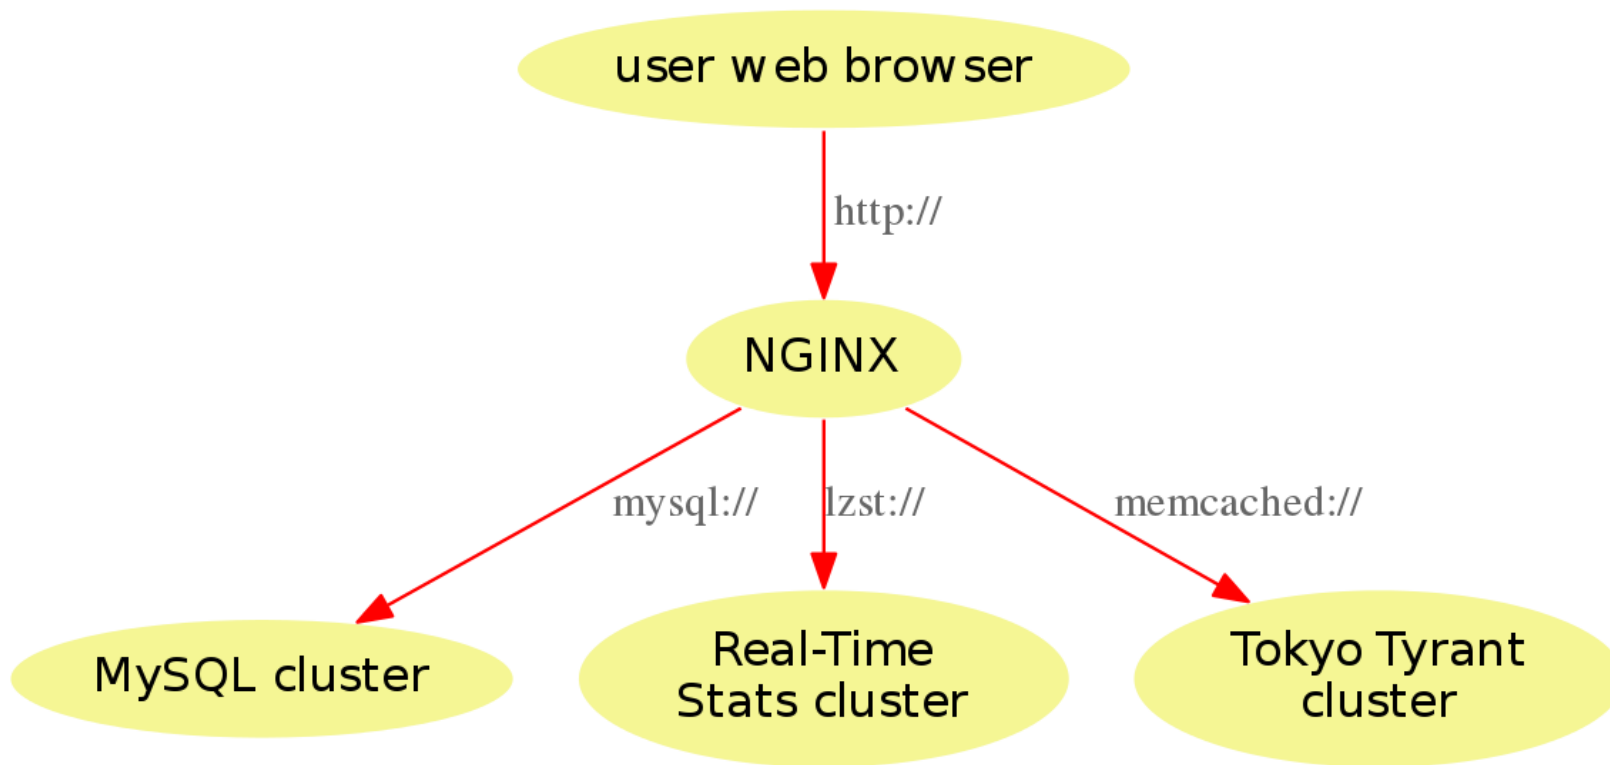 user web browser
http://
NGINX
mysql://
lzst://
memcached://
MySQL cluster
Real-Time
Stats cluster
Tokyo Tyrant
cluster